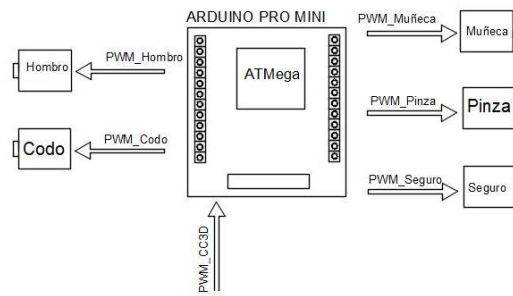 ARDUINO PRO MINI
ATMega
PWM_Hombro
Hombro
PWM_Codo
Codo
PWM_Muñeca
Muñeca
PWM_Pinza
Pinza
PWM_Seguro
Seguro
PWM_CC3D